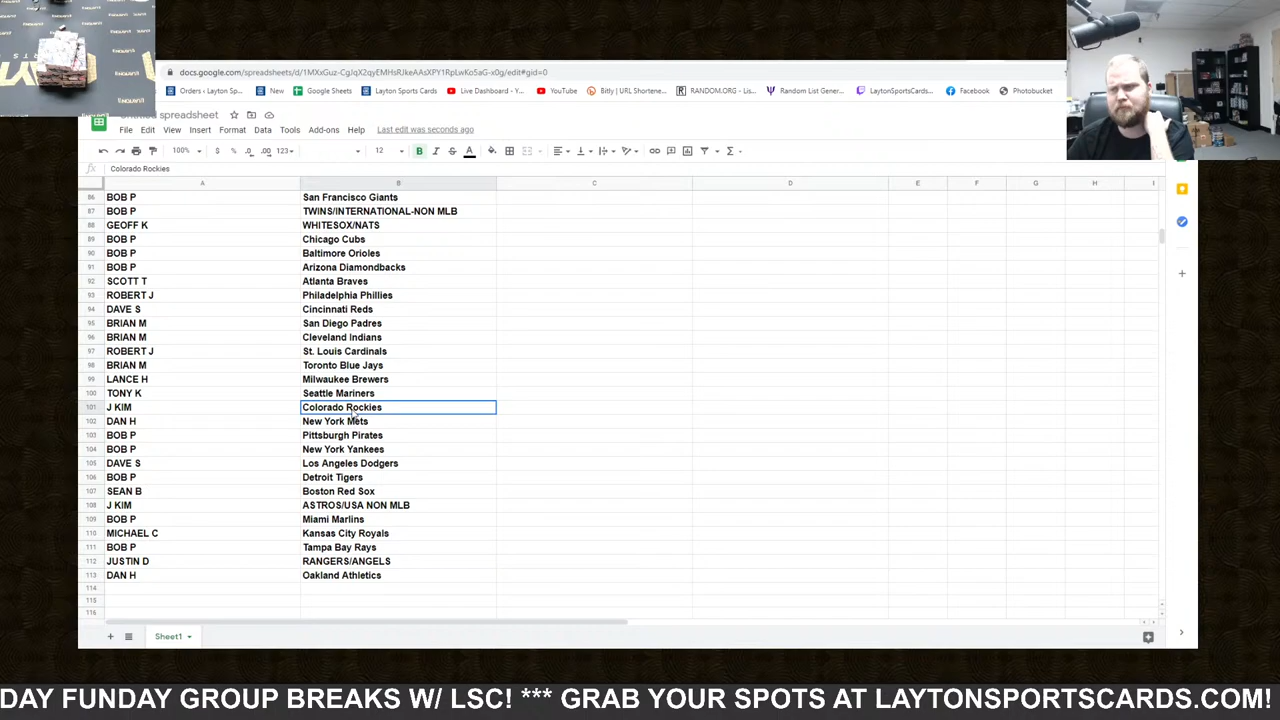 docs.google.com/spreadsheets/d/1MXxGuz-CgJqX2qyEMHsRJkeAAsXPY1RpLwKo5aG-x0g/edit#gid=0
Orders ‹ Layton Sp... New Google Sheets Layton Sports Cards Live Dashboard - Y... YouTube Bitly | URL Shortene... RANDOM.ORG - Lis... Random List Gener... LaytonSportsCards... Facebook Photobucket
spreadsheet
File Edit View Insert Format Data Tools Add-ons Help Last edit was seconds ago
100% $ % .0 .00 123 12 B I S A
fx Colorado Rockies
A B C D E F G H I
86 BOB P San Francisco Giants
87 BOB P TWINS/INTERNATIONAL-NON MLB
88 GEOFF K WHITESOX/NATS
89 BOB P Chicago Cubs
90 BOB P Baltimore Orioles
91 BOB P Arizona Diamondbacks
92 SCOTT T Atlanta Braves
93 ROBERT J Philadelphia Phillies
94 DAVE S Cincinnati Reds
95 BRIAN M San Diego Padres
96 BRIAN M Cleveland Indians
97 ROBERT J St. Louis Cardinals
98 BRIAN M Toronto Blue Jays
99 LANCE H Milwaukee Brewers
100 TONY K Seattle Mariners
101 J KIM Colorado Rockies
102 DAN H New York Mets
103 BOB P Pittsburgh Pirates
104 BOB P New York Yankees
105 DAVE S Los Angeles Dodgers
106 BOB P Detroit Tigers
107 SEAN B Boston Red Sox
108 J KIM ASTROS/USA NON MLB
109 BOB P Miami Marlins
110 MICHAEL C Kansas City Royals
111 BOB P Tampa Bay Rays
112 JUSTIN D RANGERS/ANGELS
113 DAN H Oakland Athletics
114
115
116
Sheet1
DAY FUNDAY GROUP BREAKS W/ LSC! *** GRAB YOUR SPOTS AT LAYTONSPORTSCARDS.COM!